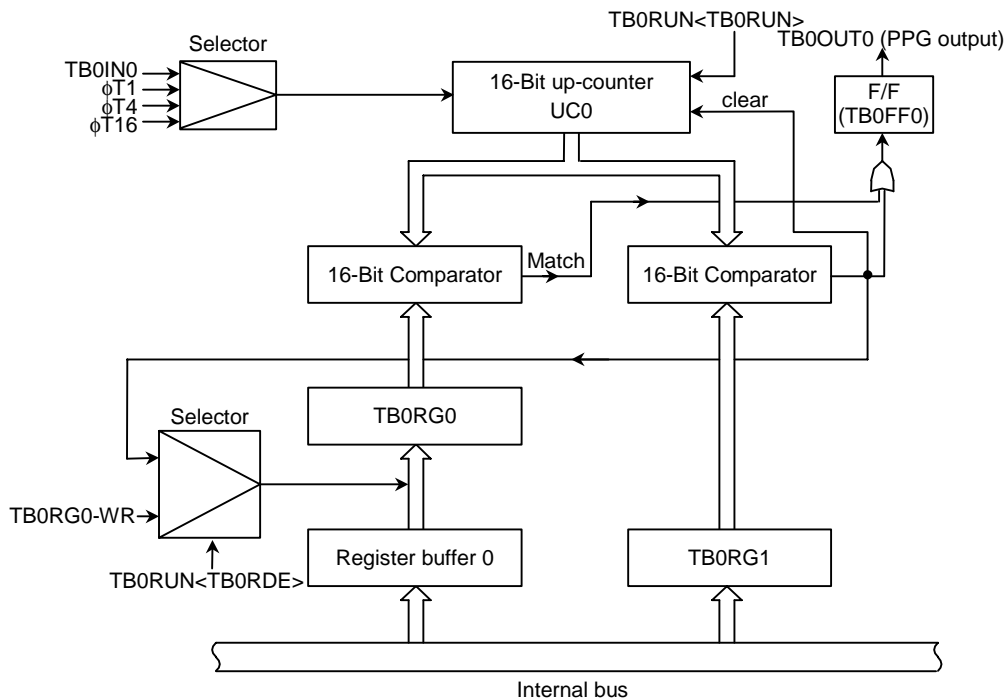 TB0RUN<TB0RUN>
TB0OUT0 (PPG output)
Selector
TB0IN0
ϕT1
ϕT4
ϕT16
16-Bit up-counter
UC0
clear
F/F
(TB0FF0)
16-Bit Comparator
Match
16-Bit Comparator
TB0RG0
Selector
TB0RG0-WR
TB0RUN<TB0RDE>
Register buffer 0
TB0RG1
Internal bus